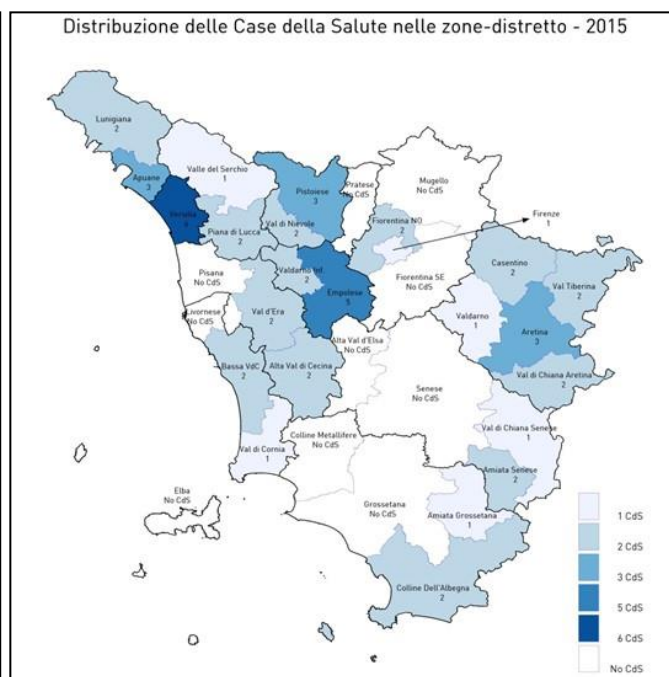 Distribuzione delle Case della Salute nelle zone-distretto - 2015
Lunigiana
2
Apuane
3
Valle del Serchio
1
Versilia
6
Piana di Lucca
2
Pistoiese
3
Val di Nievole
2
Pratese
No CdS
Mugello
No CdS
Fiorentina NO
2
Firenze
1
Fiorentina SE
No CdS
Pisana
No CdS
Valdarno Inf.
2
Empolese
5
Livornese
No CdS
Val d'Era
2
Casentino
2
Val Tiberina
2
Valdarno
1
Aretina
3
Val di Chiana Aretina
2
Alta Val d'Elsa
No CdS
Bassa VdC
2
Alta Val di Cecina
2
Senese
No CdS
Val di Chiana Senese
1
Amiata Senese
2
Val di Cornia
1
Colline Metallifere
No CdS
Elba
No CdS
Grossetana
No CdS
Amiata Grossetana
1
Colline Dell'Albegna
2
1 CdS
2 CdS
3 CdS
5 CdS
6 CdS
No CdS